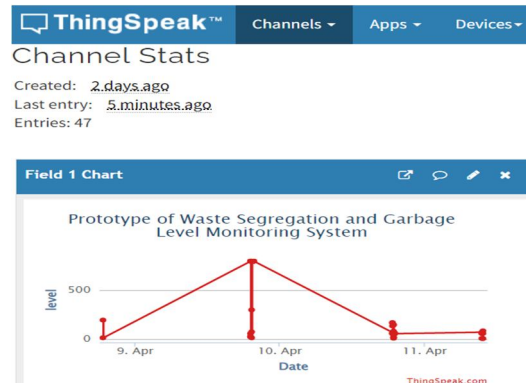 ThingSpeak™ Channels Apps Devices
Channel Stats
Created: 2 days ago
Last entry: 5 minutes ago
Entries: 47
Field 1 Chart
Prototype of Waste Segregation and Garbage
Level Monitoring System
level
500
0
9. Apr 10. Apr 11. Apr
Date
ThingSpeak.com